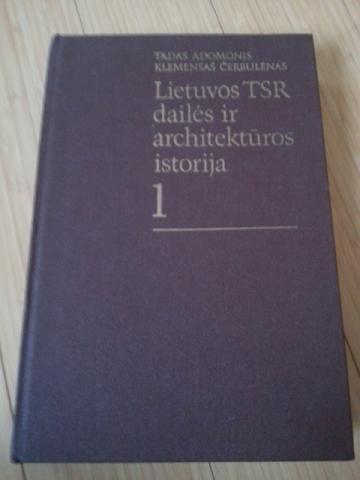 TADAS ADOMONIS
KLEMENSAS ČERBULĖNAS
Lietuvos TSR
dailės ir
architektūros
istorija
1